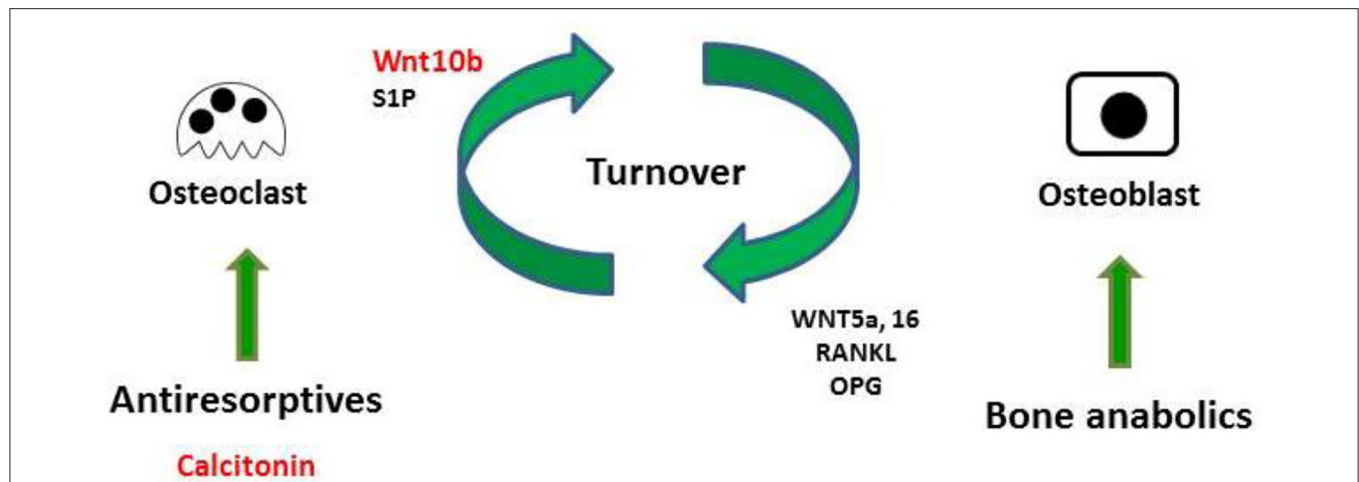 Wnt10b
S1P
Osteoclast
Turnover
Osteoblast
WNT5a, 16
RANKL
OPG
Antiresorptives
Calcitonin
Bone anabolics